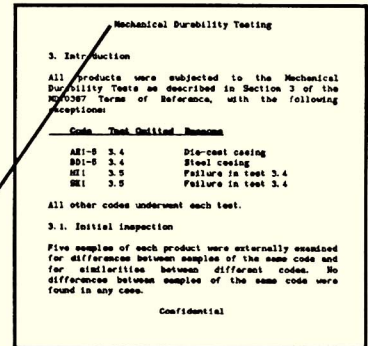 Mechanical Durability Testing
3. Introduction
All products were subjected to the Mechanical
Durability Tests as described in Section 3 of the
Terms of Reference, with the following
exceptions:
Code Test Omitted Reasons
3.4 Die-cast casing
BD1-5 3.4 Steel casing
3.5 Failure in test 3.4
3.5 Failure in test 3.4
All other codes underwent each test.
3.1. Initial inspection
Five samples of each product were externally examined
for differences between samples of the same code and
for similarities between different codes. No
differences between samples of the same code were
found in any case.
Confidential